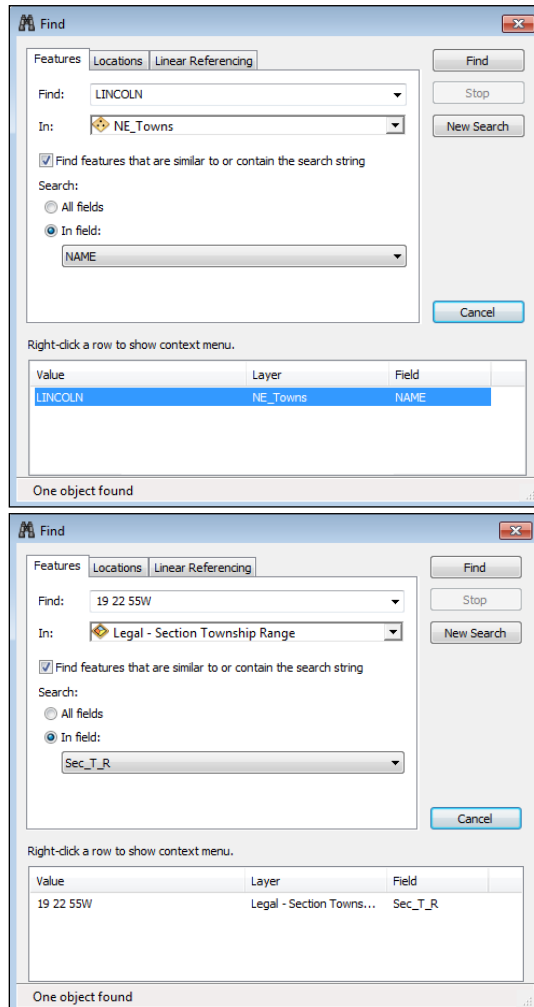 Find
Features Locations Linear Referencing
Find
Find: LINCOLN
Stop
In: NE_Towns
New Search
Find features that are similar to or contain the search string
Search:
All fields
In field:
NAME
Cancel
Right-click a row to show context menu.
Value Layer Field
LINCOLN NE_Towns NAME
One object found
Find
Features Locations Linear Referencing
Find
Find: 19 22 55W
Stop
In: Legal - Section Township Range
New Search
Find features that are similar to or contain the search string
Search:
All fields
In field:
Sec_T_R
Cancel
Right-click a row to show context menu.
Value Layer Field
19 22 55W Legal - Section Towns... Sec_T_R
One object found